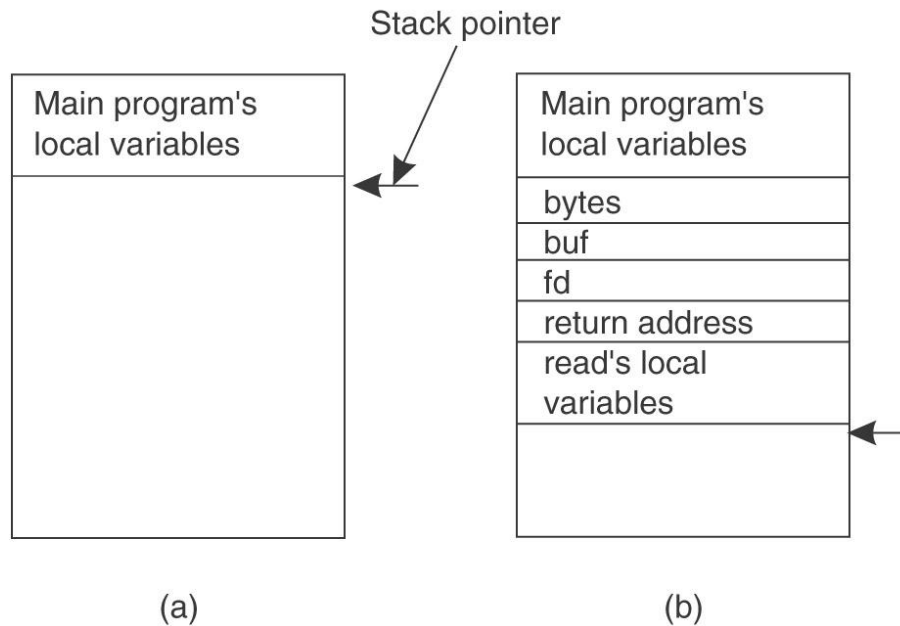 Stack pointer
Main program's
local variables
Main program's
local variables
bytes
buf
fd
return address
read's local
variables
(a)
(b)